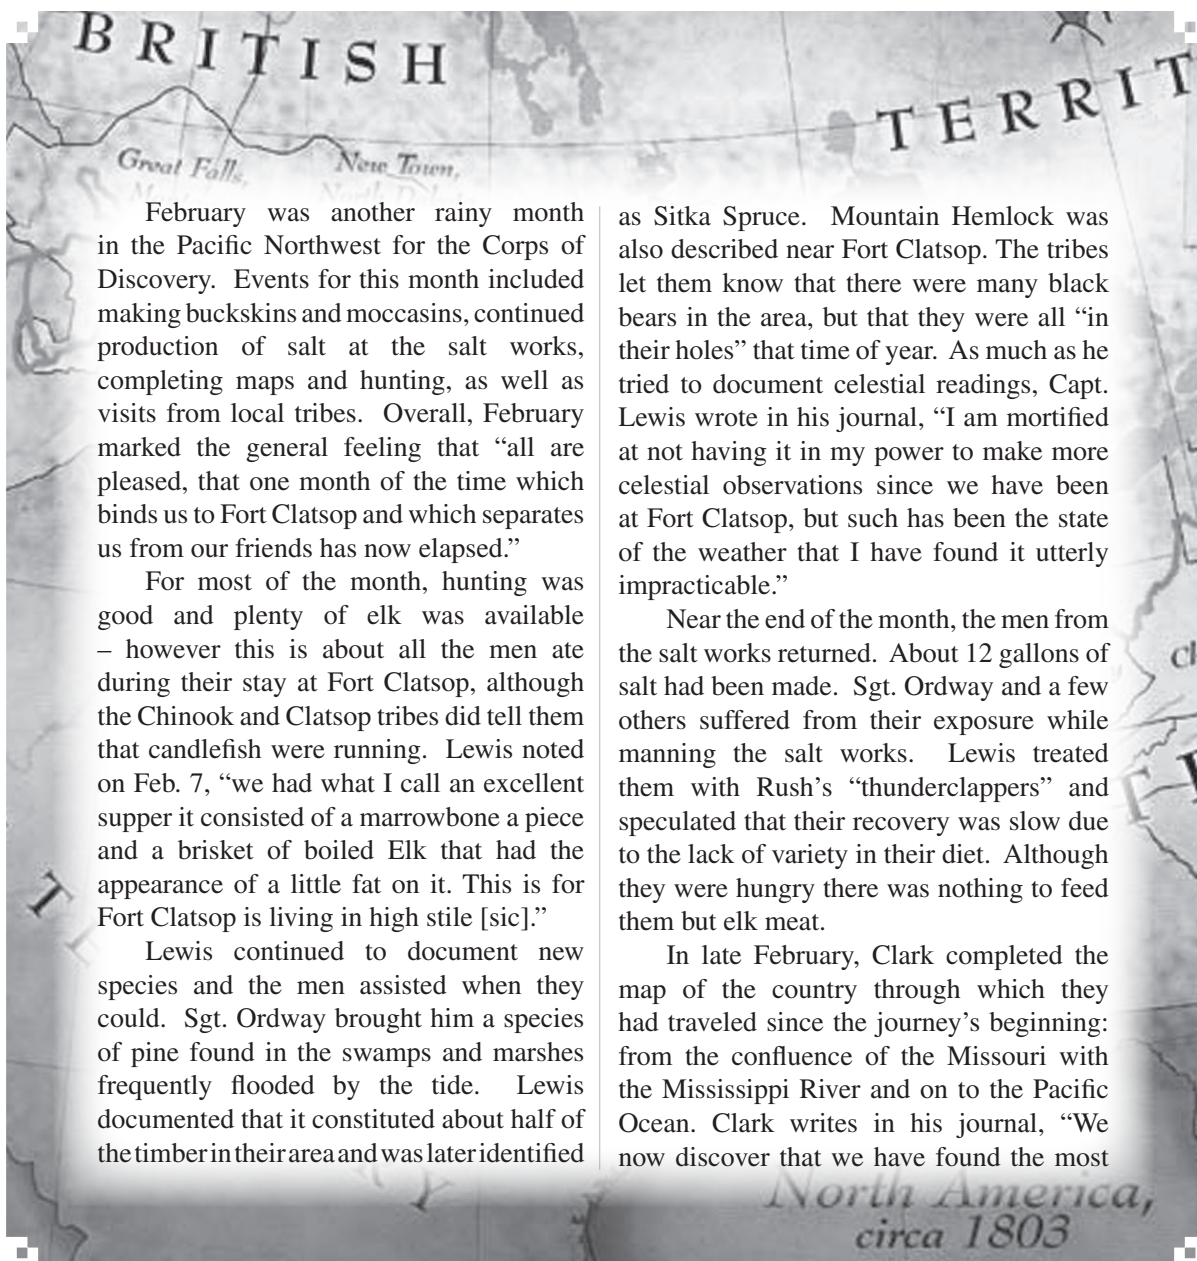 BRITISH
TERRIT
Great Falls,
New Town,
February was another rainy month
in the Pacific Northwest for the Corps of
Discovery. Events for this month included
making buckskins and moccasins, continued
production of salt at the salt works,
completing maps and hunting, as well as
visits from local tribes. Overall, February
marked the general feeling that “all are
pleased, that one month of the time which
binds us to Fort Clatsop and which separates
us from our friends has now elapsed.”
For most of the month, hunting was
good and plenty of elk was available
– however this is about all the men ate
during their stay at Fort Clatsop, although
the Chinook and Clatsop tribes did tell them
that candlefish were running. Lewis noted
on Feb. 7, “we had what I call an excellent
supper it consisted of a marrowbone a piece
and a brisket of boiled Elk that had the
appearance of a little fat on it. This is for
Fort Clatsop is living in high stile [sic].”
Lewis continued to document new
species and the men assisted when they
could. Sgt. Ordway brought him a species
of pine found in the swamps and marshes
frequently flooded by the tide. Lewis
documented that it constituted about half of
the timber in their area and was later identified
as Sitka Spruce. Mountain Hemlock was
also described near Fort Clatsop. The tribes
let them know that there were many black
bears in the area, but that they were all “in
their holes” that time of year. As much as he
tried to document celestial readings, Capt.
Lewis wrote in his journal, “I am mortified
at not having it in my power to make more
celestial observations since we have been
at Fort Clatsop, but such has been the state
of the weather that I have found it utterly
impracticable.”
Near the end of the month, the men from
the salt works returned. About 12 gallons of
salt had been made. Sgt. Ordway and a few
others suffered from their exposure while
manning the salt works. Lewis treated
them with Rush’s “thunderclappers” and
speculated that their recovery was slow due
to the lack of variety in their diet. Although
they were hungry there was nothing to feed
them but elk meat.
In late February, Clark completed the
map of the country through which they
had traveled since the journey’s beginning:
from the confluence of the Missouri with
the Mississippi River and on to the Pacific
Ocean. Clark writes in his journal, “We
now discover that we have found the most
North America,
circa 1803